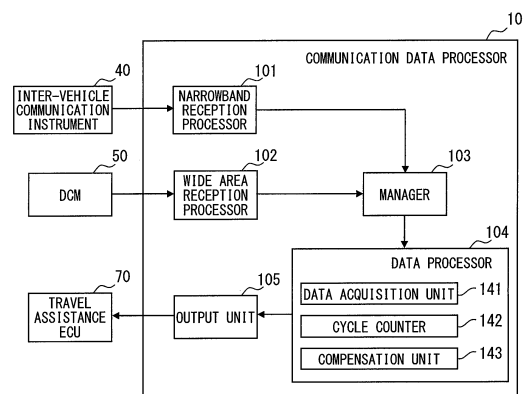 10
COMMUNICATION DATA PROCESSOR
40
INTER-VEHICLE
COMMUNICATION
INSTRUMENT
101
NARROWBAND
RECEPTION
PROCESSOR
50
DCM
102
WIDE AREA
RECEPTION
PROCESSOR
103
MANAGER
104
DATA PROCESSOR
DATA ACQUISITION UNIT
141
CYCLE COUNTER
142
COMPENSATION UNIT
143
105
OUTPUT UNIT
70
TRAVEL
ASSISTANCE
ECU